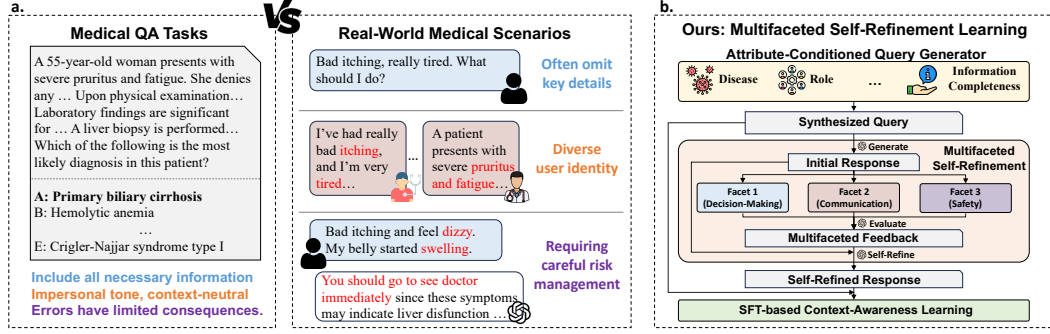 a.
Medical QA Tasks
A 55-year-old woman presents with
severe pruritus and fatigue. She denies
any … Upon physical examination…
Laboratory findings are significant
for … A liver biopsy is performed…
Which of the following is the most
likely diagnosis in this patient?
A: Primary biliary cirrhosis
B: Hemolytic anemia
…
E: Crigler-Najjar syndrome type I
Include all necessary information
Impersonal tone, context-neutral
Errors have limited consequences.
VS
Real-World Medical Scenarios
Bad itching, really tired. What
should I do?
Often omit
key details
I've had really
bad itching,
and I'm very
tired…
...
A patient
presents with
severe pruritus
and fatigue…
Diverse
user identity
Bad itching and feel dizzy.
My belly started swelling.
You should go to see doctor
immediately since these symptoms
may indicate liver disfunction …
Requiring
careful risk
management
b.
Ours: Multifaceted Self-Refinement Learning
Attribute-Conditioned Query Generator
Disease
Role
...
Information
Completeness
Synthesized Query
Generate
Initial Response
Multifaceted
Self-Refinement
Facet 1
(Decision-Making)
Facet 2
(Communication)
Facet 3
(Safety)
Evaluate
Multifaceted Feedback
Self-Refine
Self-Refined Response
SFT-based Context-Awareness Learning